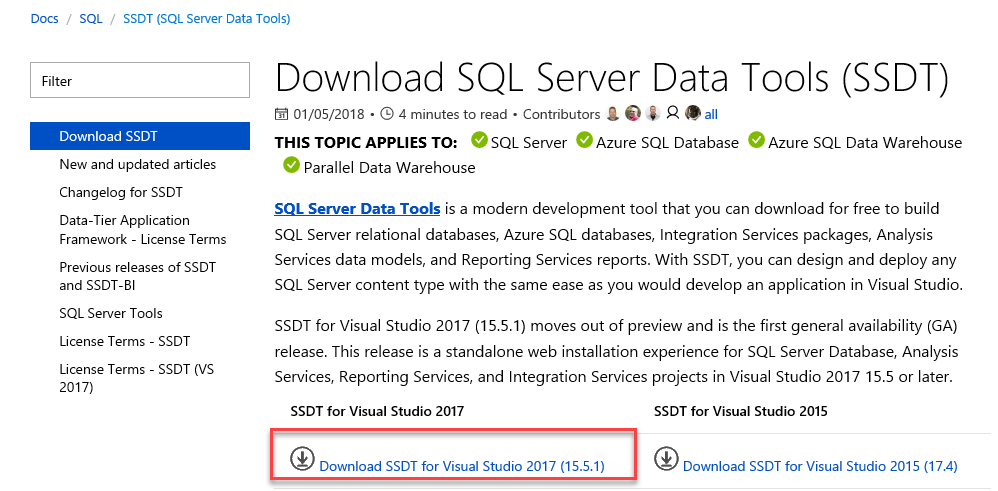 Docs / SQL / SSDT (SQL Server Data Tools)
Filter
Download SSDT
New and updated articles
Changelog for SSDT
Data-Tier Application
Framework - License Terms
Previous releases of SSDT
and SSDT-BI
SQL Server Tools
License Terms - SSDT
License Terms - SSDT (VS
2017)
Download SQL Server Data Tools (SSDT)
01/05/2018 • 4 minutes to read • Contributors all
THIS TOPIC APPLIES TO: SQL Server Azure SQL Database Azure SQL Data Warehouse
Parallel Data Warehouse
SQL Server Data Tools is a modern development tool that you can download for free to build
SQL Server relational databases, Azure SQL databases, Integration Services packages, Analysis
Services data models, and Reporting Services reports. With SSDT, you can design and deploy any
SQL Server content type with the same ease as you would develop an application in Visual Studio.
SSDT for Visual Studio 2017 (15.5.1) moves out of preview and is the first general availability (GA)
release. This release is a standalone web installation experience for SQL Server Database, Analysis
Services, Reporting Services, and Integration Services projects in Visual Studio 2017 15.5 or later.
SSDT for Visual Studio 2017 SSDT for Visual Studio 2015
Download SSDT for Visual Studio 2017 (15.5.1) Download SSDT for Visual Studio 2015 (17.4)